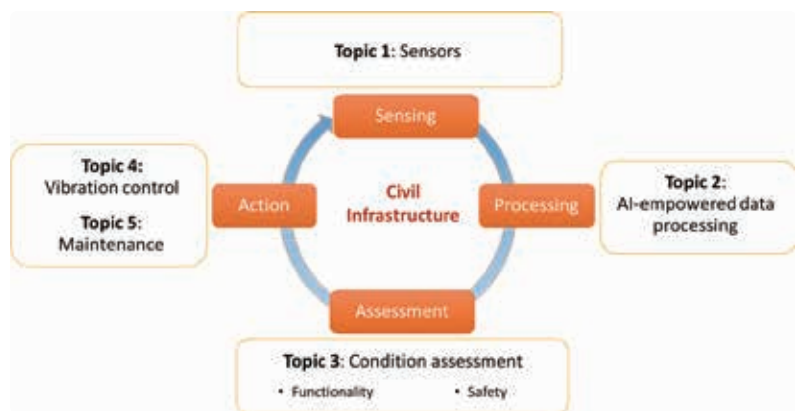 Topic 1: Sensors
Sensing
Topic 4:
Vibration control
Topic 5:
Maintenance
Action
Civil
Infrastructure
Processing
Topic 2:
AI-empowered data
processing
Assessment
Topic 3: Condition assessment
• Functionality • Safety